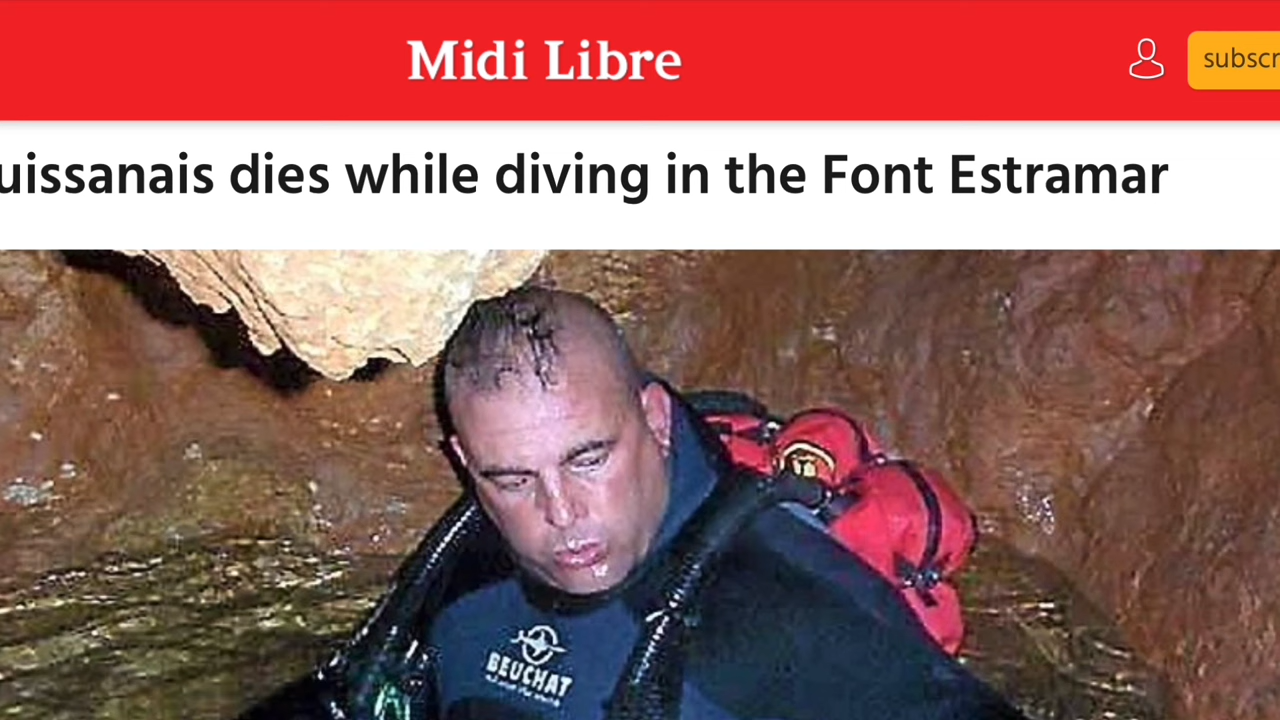 Midi Libre
subscr
uissanais dies while diving in the Font Estramar
BEUCHAT